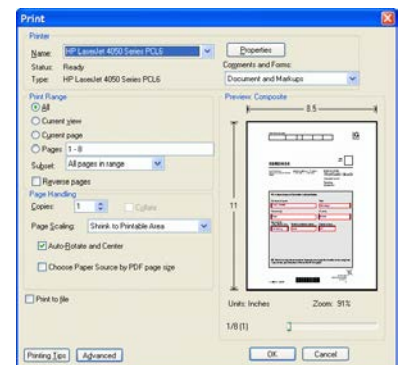 Print
Printer
Name: HP LaserJet 4050 Series PCL6
Properties
Status: Ready
Comments and Forms:
Type: HP LaserJet 4050 Series PCL6
Document and Markups
Print Range
All
Current view
Current page
Pages 1 - 8
Subset: All pages in range
Reverse pages
Page Handling
Copies: 1
Collate
Page Scaling: Shrink to Printable Area
Auto-Rotate and Center
Choose Paper Source by PDF page size
Print to file
Preview: Composite
8.5
11
Units: Inches Zoom: 91%
1/8 (1)
Printing Tips
Advanced
OK
Cancel